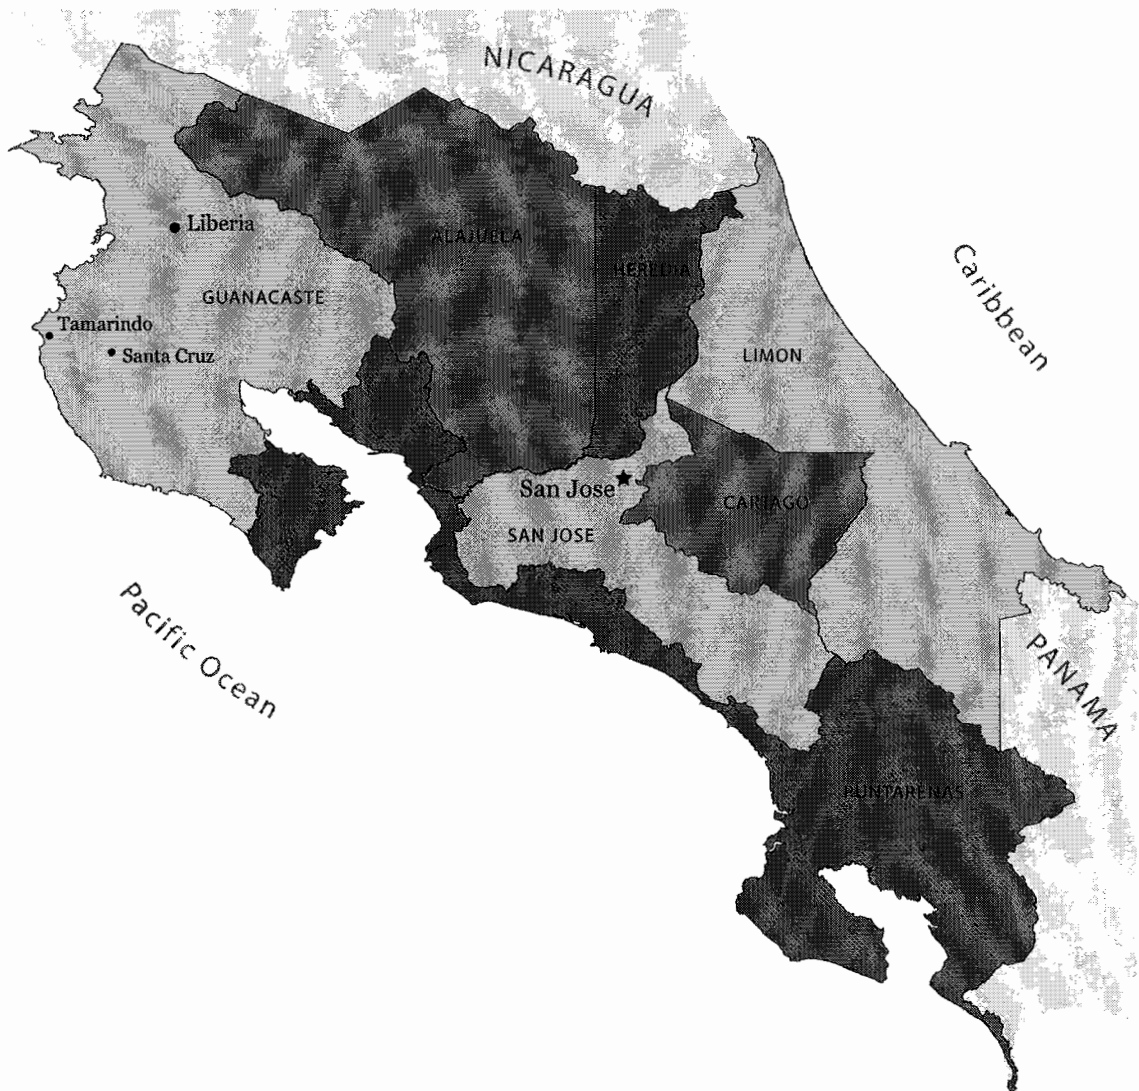 NICARAGUA
Liberia
ALAJUELA
Caribbean
HEREDIA
GUANACASTE
Tamarindo
Santa Cruz
LIMON
San Jose
CARTAGO
SAN JOSE
Pacific Ocean
PANAMA
PUNTARENAS